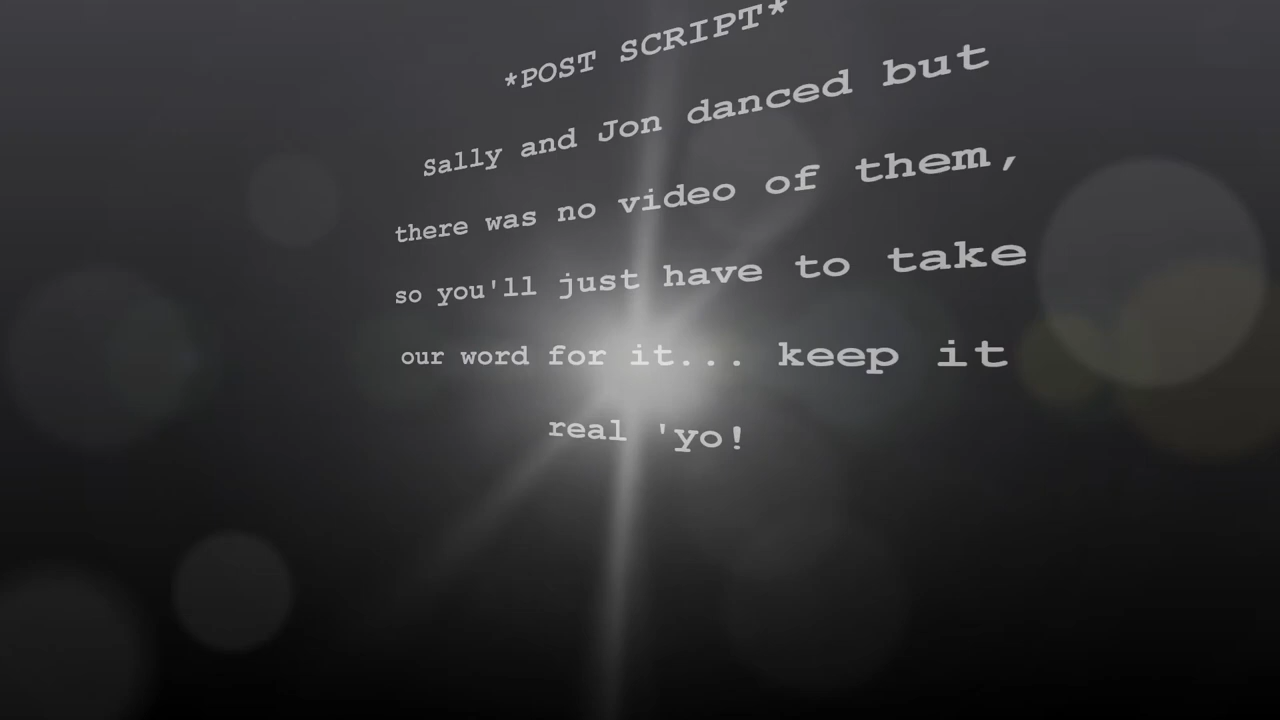 *POST SCRIPT*
Sally and Jon danced but
there was no video of them,
so you'll just have to take
our word for it... keep it
real 'yo!